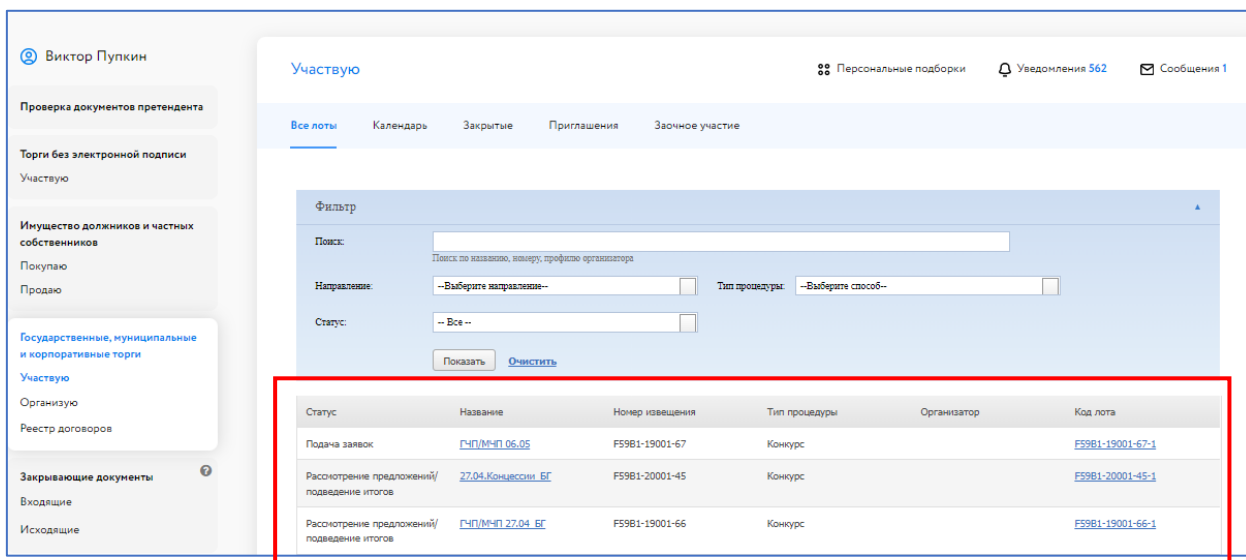 Виктор Пупкин
Проверка документов претендента
Торги без электронной подписи
Участвую
Имущество должников и частных
собственников
Покупаю
Продаю
Государственные, муниципальные
и корпоративные торги
Участвую
Организую
Реестр договоров
Закрывающие документы
Входящие
Исходящие
Участвую
Персональные подборки
Уведомления 562
Сообщения 1
Все лоты Календарь Закрытые Приглашения Заочное участие
Фильтр
Поиск:
Поиск по названию, номеру, профилю организатора
Направление: --Выберите направление-- Тип процедуры: --Выберите способ--
Статус: -- Все --
Показать Очистить
Статус Название Номер извещения Тип процедуры Организатор Код лота
Подача заявок ГЧП/МЧП 06.05 F59B1-19001-67 Конкурс F59B1-19001-67-1
Рассмотрение предложений/ 27.04.Концессии_БГ F59B1-20001-45 Конкурс F59B1-20001-45-1
подведение итогов
Рассмотрение предложений/ ГЧП/МЧП 27.04_БГ F59B1-19001-66 Конкурс F59B1-19001-66-1
подведение итогов